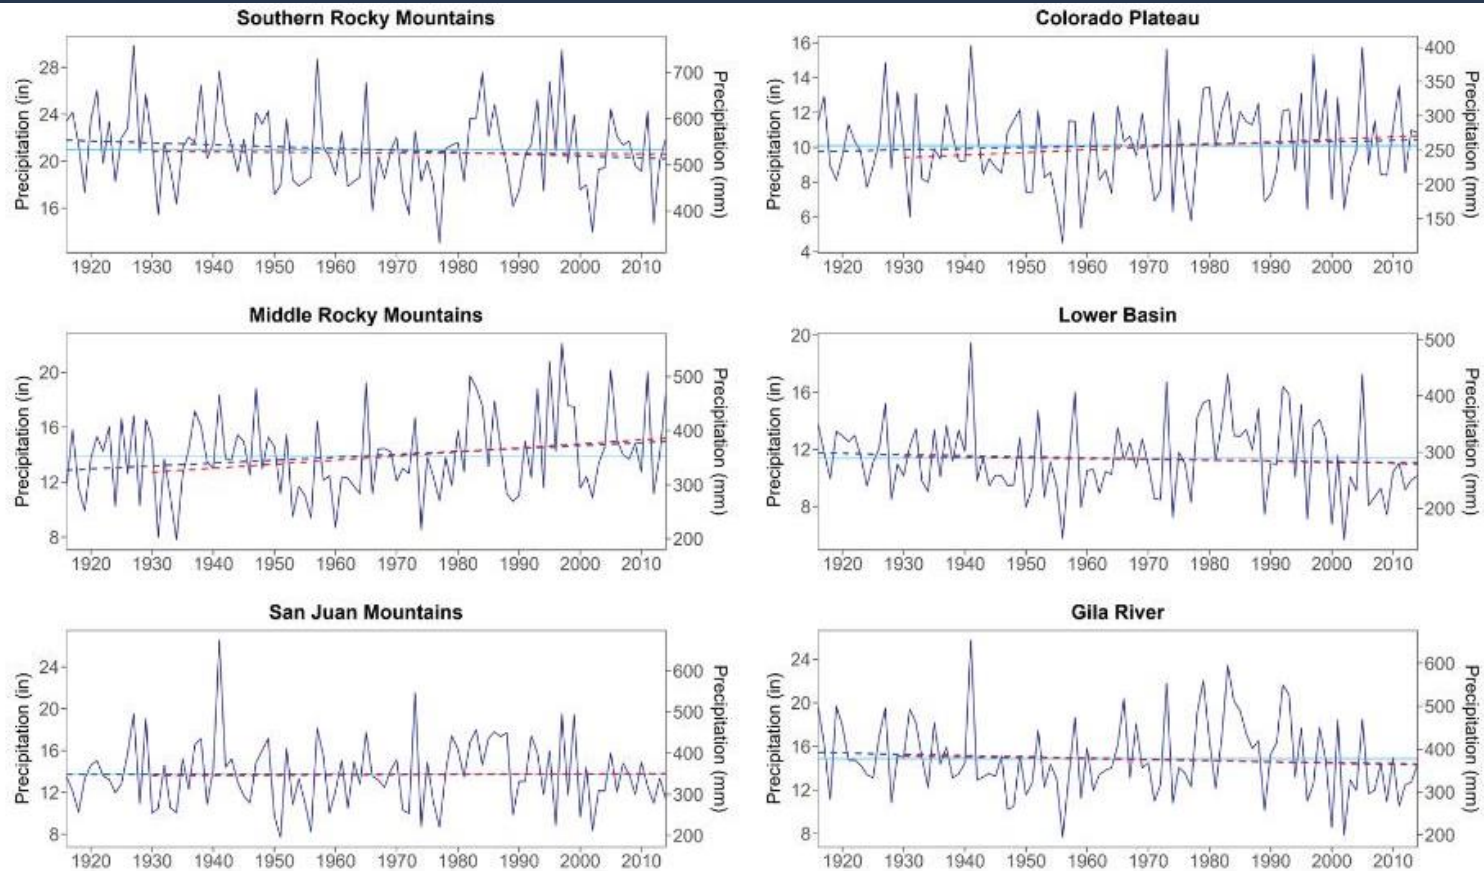 Southern Rocky Mountains
Precipitation (in)
28
24
20
16
700
600
500
400
Precipitation (mm)
1920 1930 1940 1950 1960 1970 1980 1990 2000 2010
Colorado Plateau
Precipitation (in)
16
14
12
10
8
6
4
400
350
300
250
200
150
Precipitation (mm)
1920 1930 1940 1950 1960 1970 1980 1990 2000 2010
Middle Rocky Mountains
Precipitation (in)
20
16
12
8
500
400
300
200
Precipitation (mm)
1920 1930 1940 1950 1960 1970 1980 1990 2000 2010
Lower Basin
Precipitation (in)
20
16
12
8
500
400
300
200
Precipitation (mm)
1920 1930 1940 1950 1960 1970 1980 1990 2000 2010
San Juan Mountains
Precipitation (in)
24
20
16
12
8
600
500
400
300
200
Precipitation (mm)
1920 1930 1940 1950 1960 1970 1980 1990 2000 2010
Gila River
Precipitation (in)
24
20
16
12
8
600
500
400
300
200
Precipitation (mm)
1920 1930 1940 1950 1960 1970 1980 1990 2000 2010